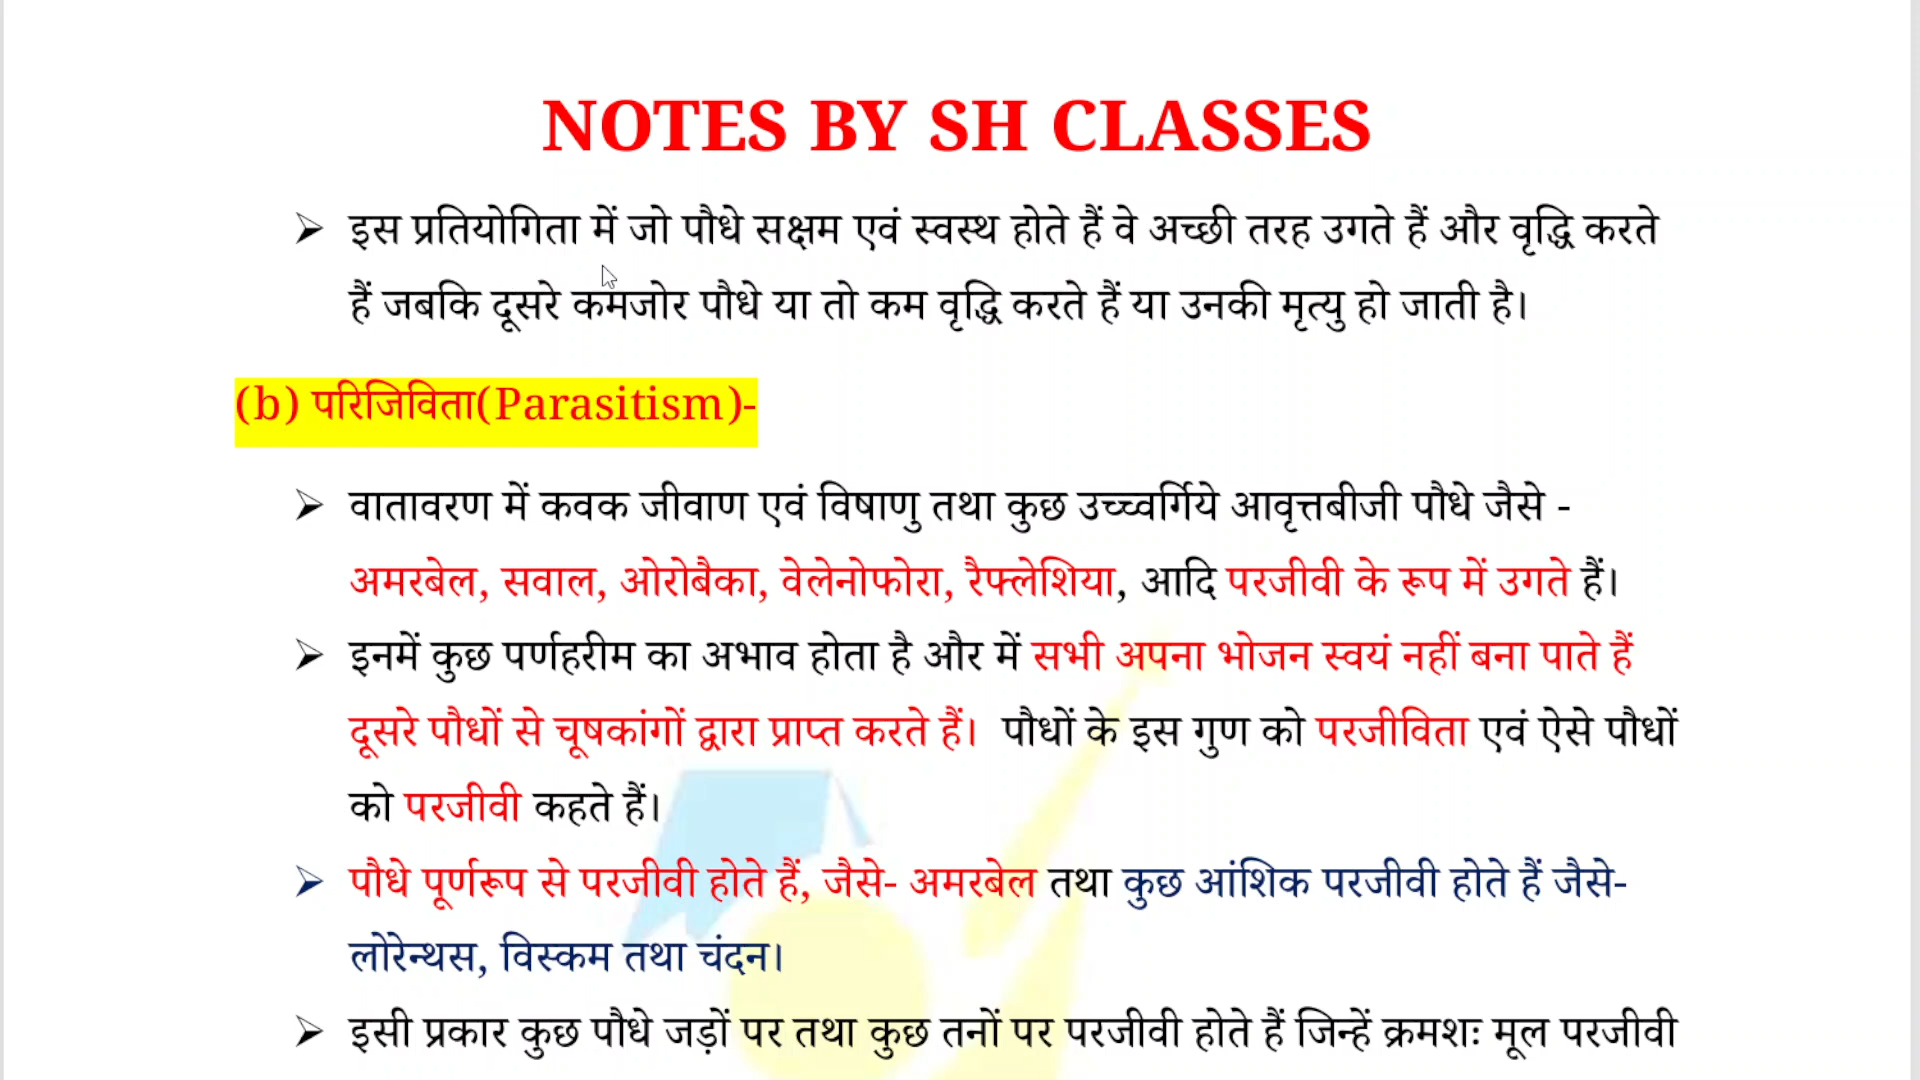 NOTES BY SH CLASSES
➢ इस प्रतियोगिता में जो पौधे सक्षम एवं स्वस्थ होते हैं वे अच्छी तरह उगते हैं और वृद्धि करते
हैं जबकि दूसरे कमजोर पौधे या तो कम वृद्धि करते हैं या उनकी मृत्यु हो जाती है।
(b) परिजिविता(Parasitism)-
➢ वातावरण में कवक जीवाण एवं विषाणु तथा कुछ उच्च्वर्गिये आवृत्तबीजी पौधे जैसे -
अमरबेल, सवाल, ओरोबैका, वेलेनोफोरा, रैफ्लेशिया, आदि परजीवी के रूप में उगते हैं।
➢ इनमें कुछ पर्णहरीम का अभाव होता है और में सभी अपना भोजन स्वयं नहीं बना पाते हैं
दूसरे पौधों से चूषकांगों द्वारा प्राप्त करते हैं। पौधों के इस गुण को परजीविता एवं ऐसे पौधों
को परजीवी कहते हैं।
➢ पौधे पूर्णरूप से परजीवी होते हैं, जैसे- अमरबेल तथा कुछ आंशिक परजीवी होते हैं जैसे-
लोरेन्थस, विस्कम तथा चंदन।
➢ इसी प्रकार कुछ पौधे जड़ों पर तथा कुछ तनों पर परजीवी होते हैं जिन्हें क्रमशः मूल परजीवी